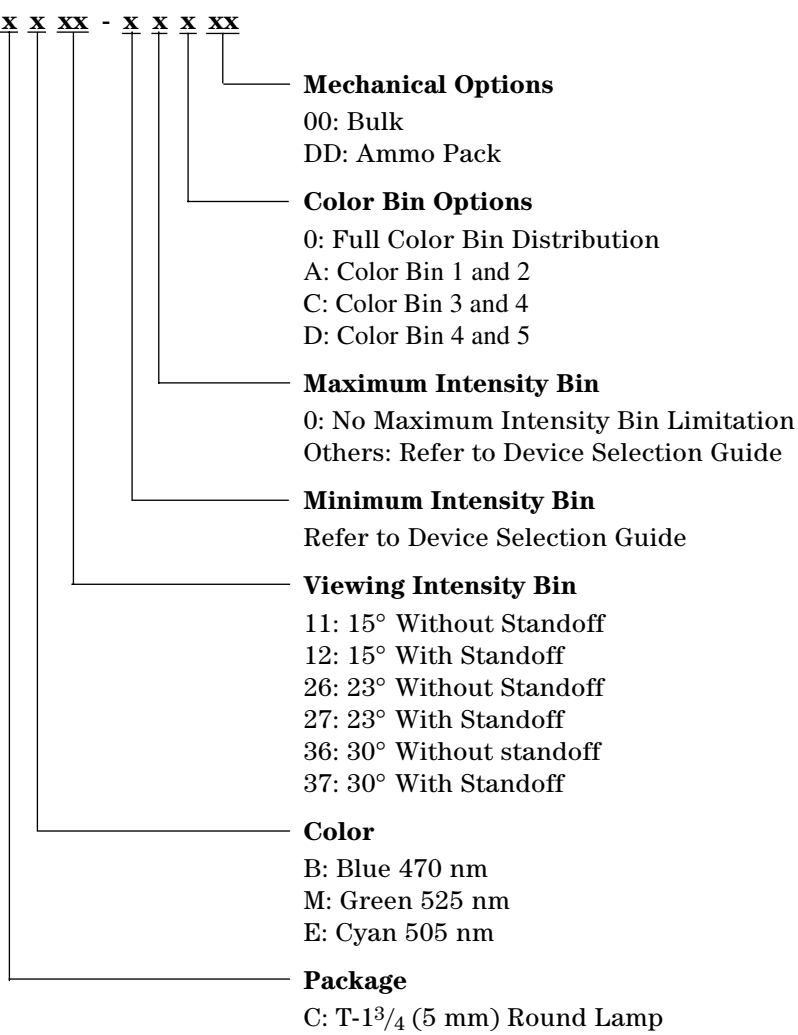 x x xx - x x x xx
Mechanical Options
00: Bulk
DD: Ammo Pack
Color Bin Options
0: Full Color Bin Distribution
A: Color Bin 1 and 2
C: Color Bin 3 and 4
D: Color Bin 4 and 5
Maximum Intensity Bin
0: No Maximum Intensity Bin Limitation
Others: Refer to Device Selection Guide
Minimum Intensity Bin
Refer to Device Selection Guide
Viewing Intensity Bin
11: 15° Without Standoff
12: 15° With Standoff
26: 23° Without Standoff
27: 23° With Standoff
36: 30° Without standoff
37: 30° With Standoff
Color
B: Blue 470 nm
M: Green 525 nm
E: Cyan 505 nm
Package
C: T-1 3/4 (5 mm) Round Lamp